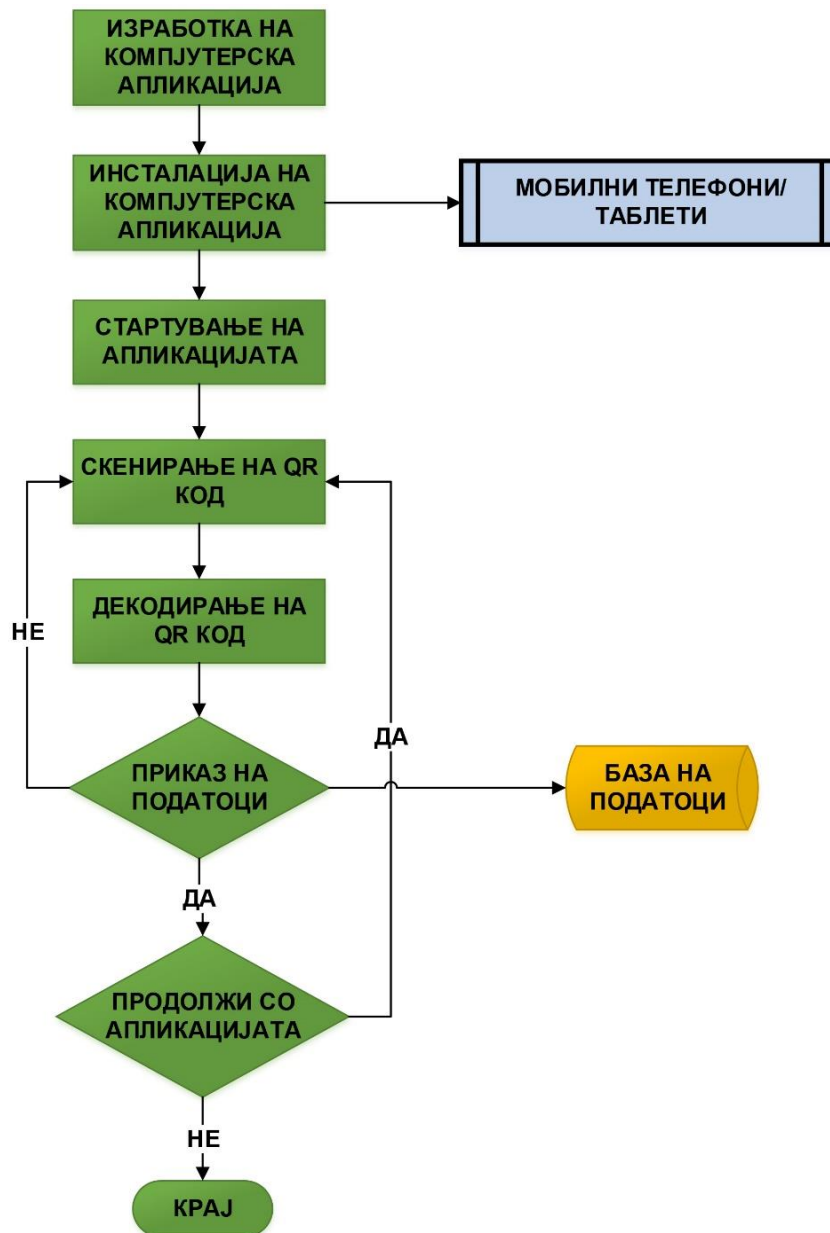 ИЗРАБОТКА НА
КОМПЈУТЕРСКА
АПЛИКАЦИЈА
ИНСТАЛАЦИЈА НА
КОМПЈУТЕРСКА
АПЛИКАЦИЈА
МОБИЛНИ ТЕЛЕФОНИ/
ТАБЛЕТИ
СТАРТУВАЊЕ НА
АПЛИКАЦИЈАТА
СКЕНИРАЊЕ НА QR
КОД
ДЕКОДИРАЊЕ НА
QR КОД
НЕ
ДА
ПРИКАЗ НА
ПОДАТОЦИ
БАЗА НА
ПОДАТОЦИ
ДА
ПРОДОЛЖИ СО
АПЛИКАЦИЈАТА
НЕ
КРАЈ